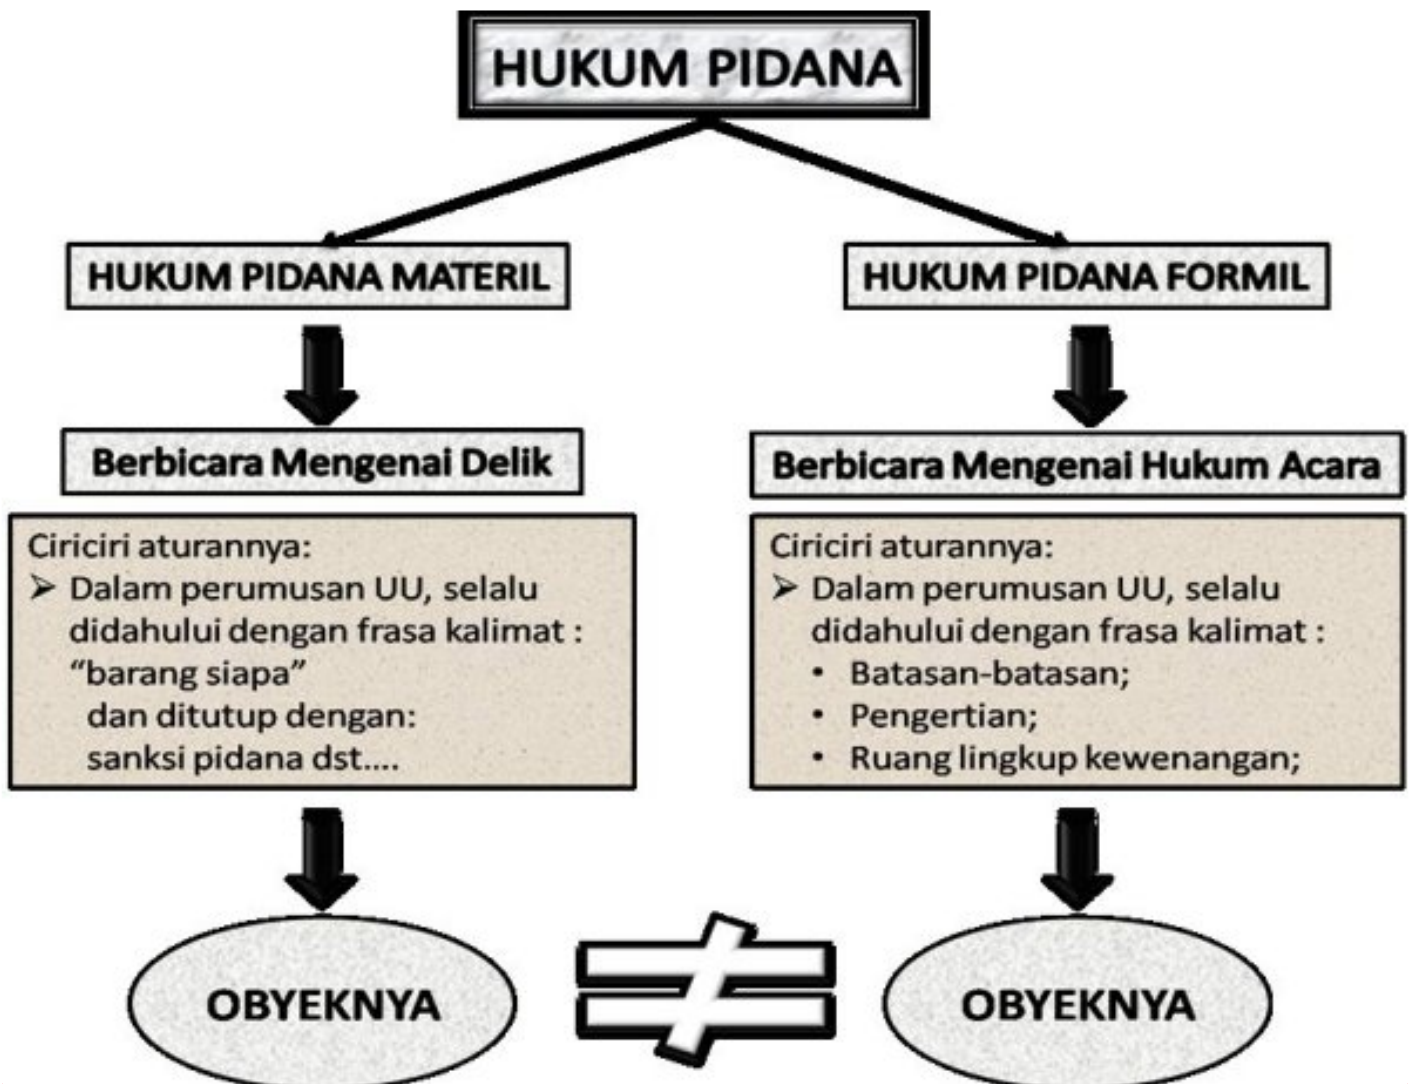 HUKUM PIDANA
HUKUM PIDANA MATERIL
HUKUM PIDANA FORMIL
Berbicara Mengenai Delik
Berbicara Mengenai Hukum Acara
Ciriciri aturannya:
➢ Dalam perumusan UU, selalu
didahului dengan frasa kalimat :
“barang siapa”
dan ditutup dengan:
sanksi pidana dst....
Ciriciri aturannya:
➢ Dalam perumusan UU, selalu
didahului dengan frasa kalimat :
• Batasan-batasan;
• Pengertian;
• Ruang lingkup kewenangan;
OBYEKNYA
≠
OBYEKNYA